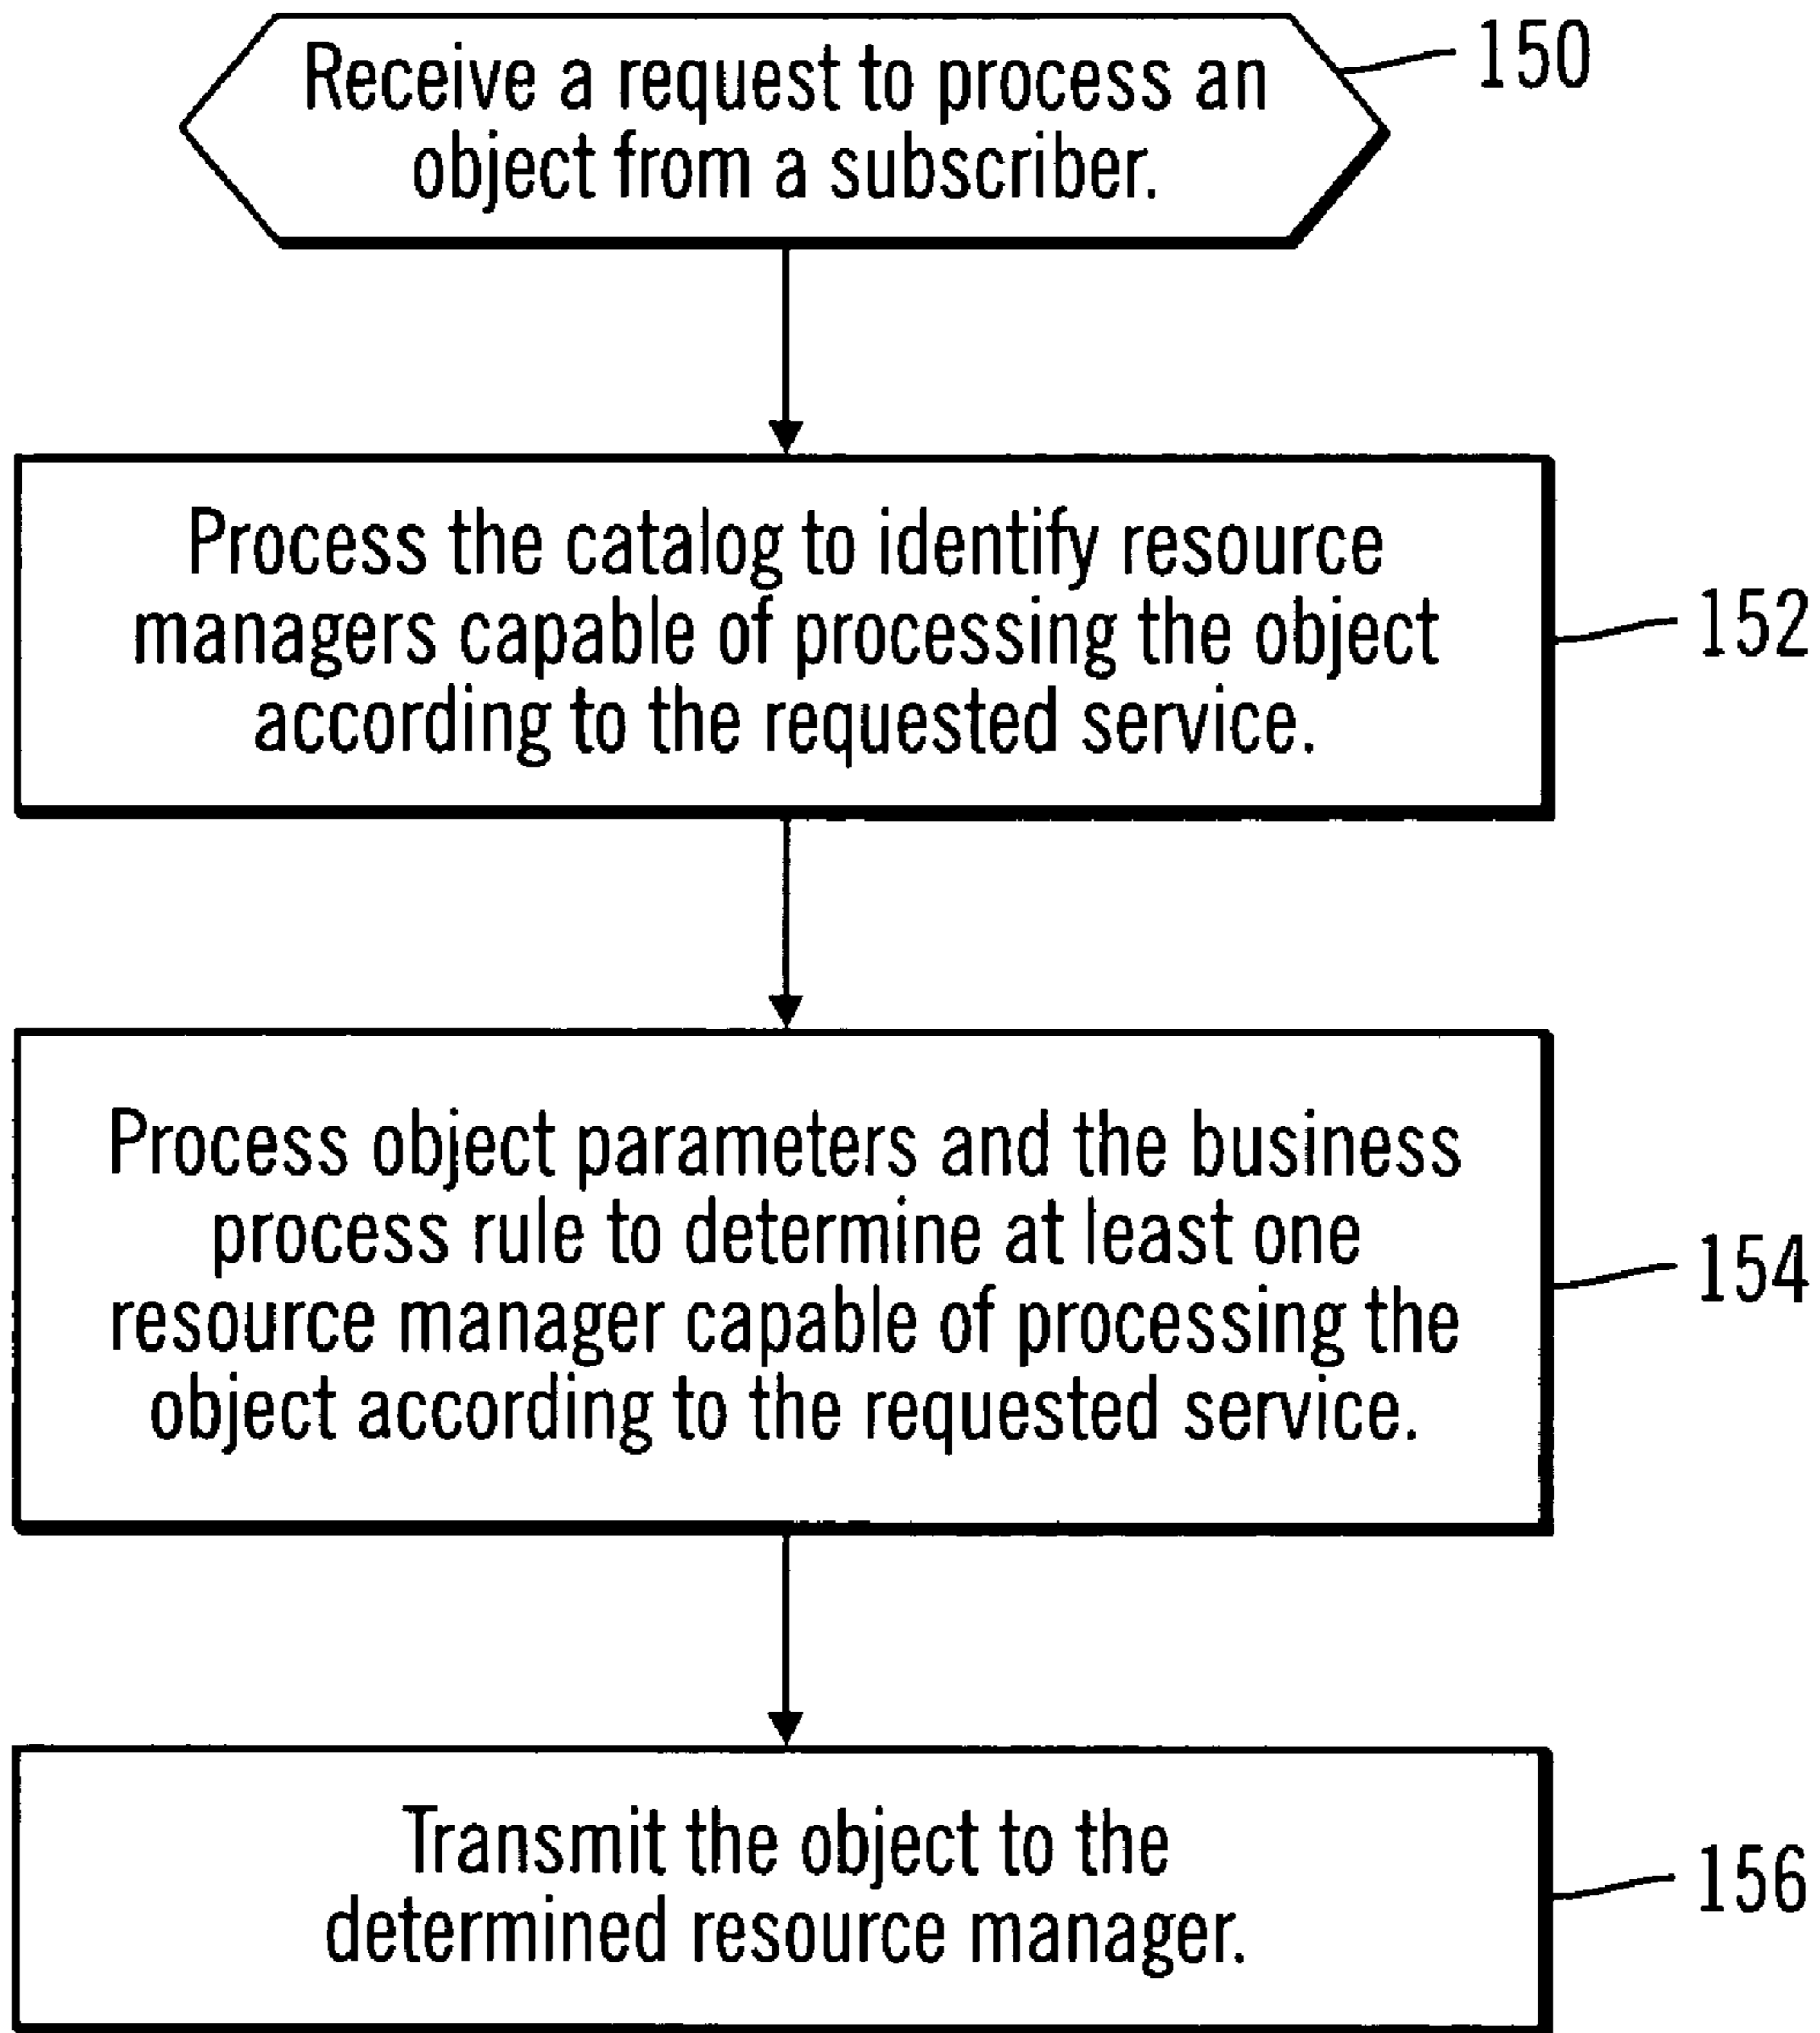 Receive a request to process an
object from a subscriber.
150
Process the catalog to identify resource
managers capable of processing the object
according to the requested service.
152
Process object parameters and the business
process rule to determine at least one
resource manager capable of processing the
object according to the requested service.
154
Transmit the object to the
determined resource manager.
156